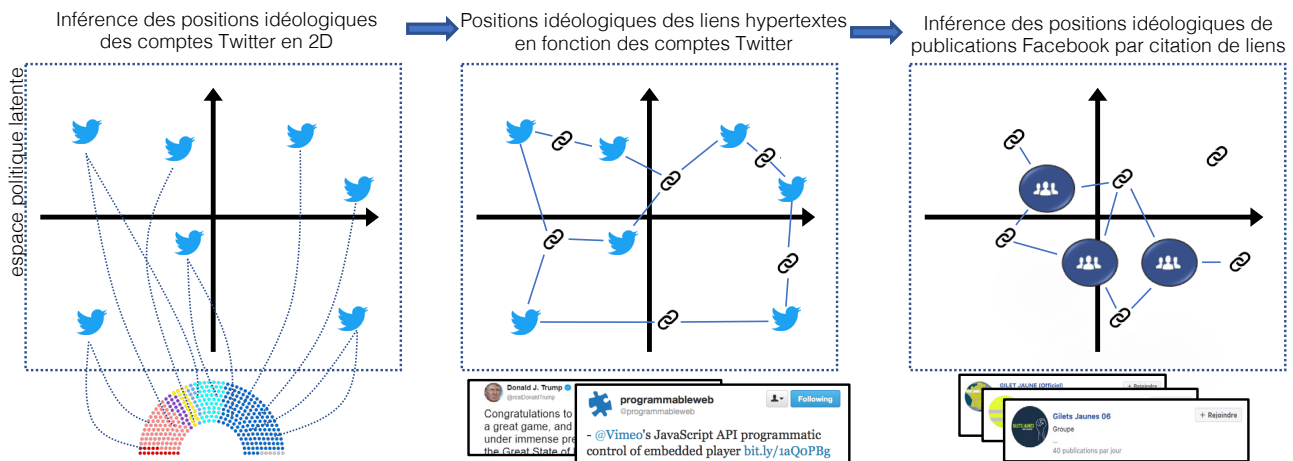 Inférence des positions idéologiques
des comptes Twitter en 2D
Positions idéologiques des liens hypertextes
en fonction des comptes Twitter
Inférence des positions idéologiques de
publications Facebook par citation de liens
espace politique latente
Donald J. Trump
@realDonaldTrump
Congratulations to
a great game, and
under immense pre
the Great State of
programmableweb
@programmableweb
Following
- @Vimeo's JavaScript API programmatic
control of embedded player bit.ly/1aQ0PBg
GILET JAUNE (Officiel)
+ Rejoindre
Gilets Jaunes 06
+ Rejoindre
Groupe
...
40 publications par jour